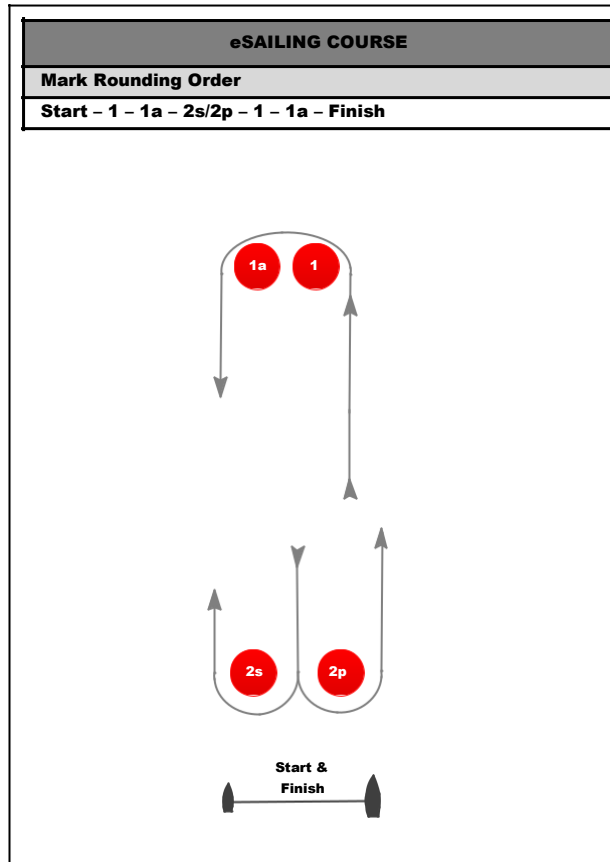 eSAILING COURSE
Mark Rounding Order
Start – 1 – 1a – 2s/2p – 1 – 1a – Finish
1a
1
2s
2p
Start &
Finish